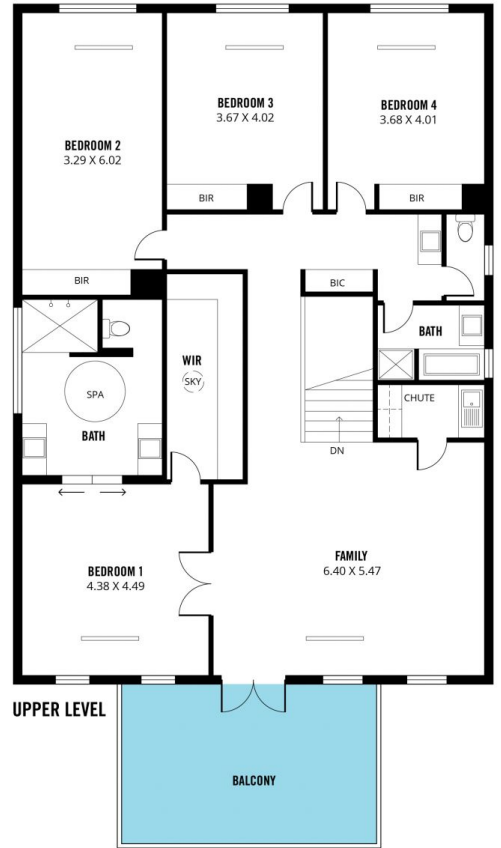 BEDROOM 2
3.29 X 6.02
BEDROOM 3
3.67 X 4.02
BEDROOM 4
3.68 X 4.01
BIR
BIR
BIR
BIC
WIR
SKY
BATH
SPA
BATH
CHUTE
DN
BEDROOM 1
4.38 X 4.49
FAMILY
6.40 X 5.47
UPPER LEVEL
BALCONY